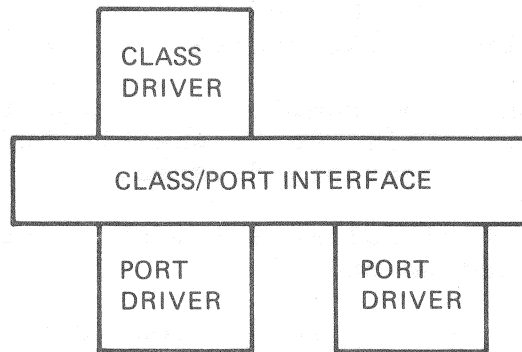 CLASS
DRIVER
CLASS/PORT INTERFACE
PORT
DRIVER
PORT
DRIVER